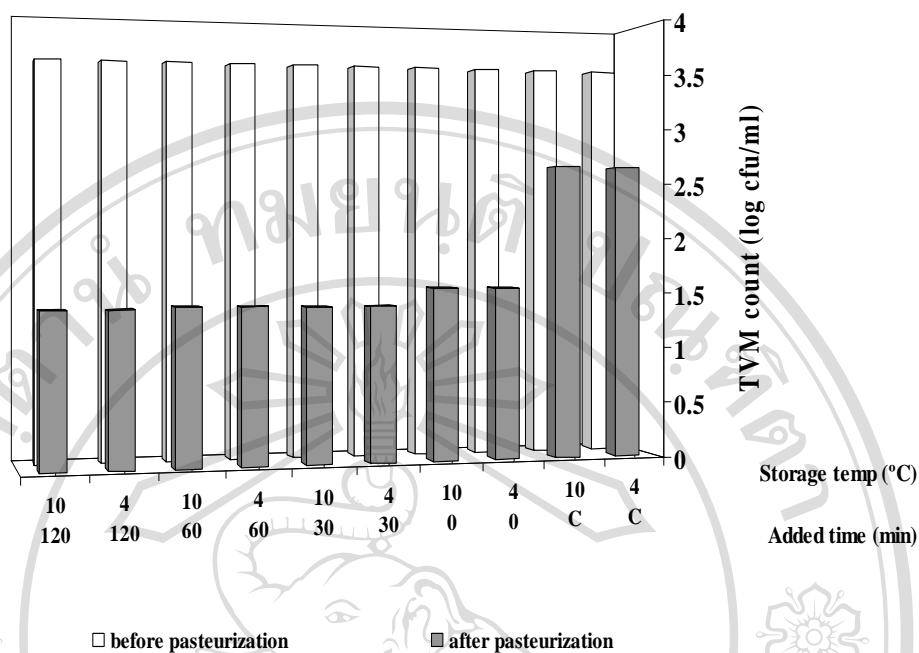 4
3.5
3
2.5
2
1.5
1
0.5
0
TVM count (log cfu/ml)
10 4 10 4 10 4 10 4 10 4
120 120 60 60 30 30 0 0 C C
Storage temp (ºC)
Added time (min)
before pasteurization after pasteurization